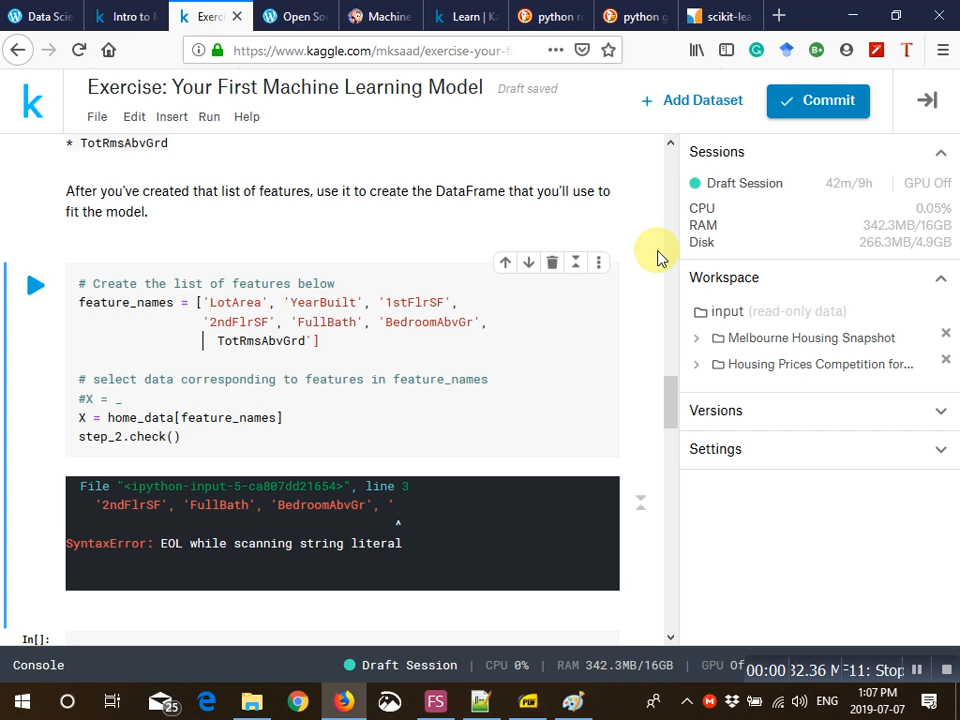 Data Scie
Intro to M
Exerci
Open Sou
Machine
Learn | Ka
python ro
python g
scikit-lea
https://www.kaggle.com/mksaad/exercise-your-fi
Exercise: Your First Machine Learning Model
Draft saved
File Edit Insert Run Help
+ Add Dataset
Commit
* TotRmsAbvGrd
After you've created that list of features, use it to create the DataFrame that you'll use to
fit the model.
# Create the list of features below
feature_names = ['LotArea', 'YearBuilt', '1stFlrSF',
'2ndFlrSF', 'FullBath', 'BedroomAbvGr',
TotRmsAbvGrd']
# select data corresponding to features in feature_names
#X = _
X = home_data[feature_names]
step_2.check()
File "<ipython-input-5-ca807dd21654>", line 3
'2ndFlrSF', 'FullBath', 'BedroomAbvGr', '
^
SyntaxError: EOL while scanning string literal
In[]:
Sessions
Draft Session 42m/9h GPU Off
CPU 0.05%
RAM 342.3MB/16GB
Disk 266.3MB/4.9GB
Workspace
input (read-only data)
Melbourne Housing Snapshot
Housing Prices Competition for...
Versions
Settings
Console
Draft Session | CPU 0% | RAM 342.3MB/16GB | GPU Of
00:00 32.36 M F11: Stop
25
ENG
1:07 PM
2019-07-07